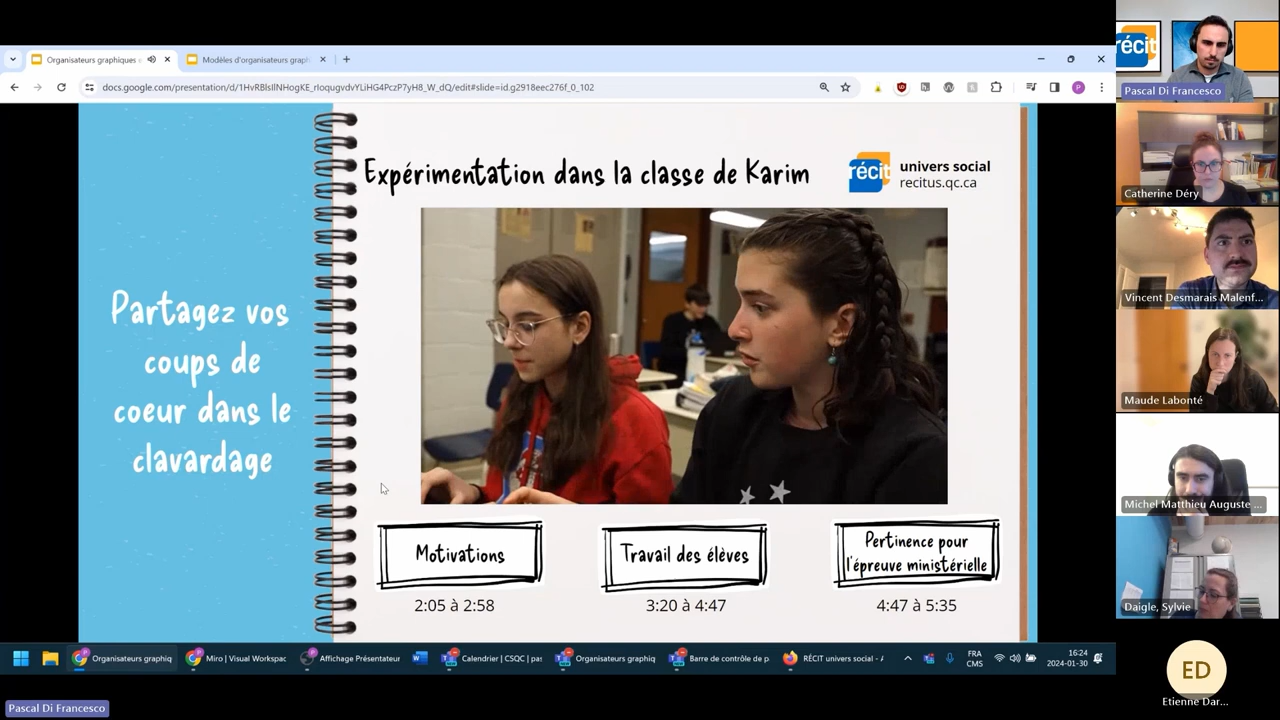 Organisateurs graphiques
Modèles d'organisateurs grap
docs.google.com/presentation/d/1HvRBlsIlNHogKE_rIoqugvdvYLiHG4PczP7yH8_W_dQ/edit#slide=id.g2918eec276f_0_102
Expérimentation dans la classe de Karim
récit
univers social
recitus.qc.ca
Partagez vos
coups de
coeur dans le
clavardage
Motivations
Travail des élèves
Pertinence pour
l'épreuve ministérielle
2:05 à 2:58
3:20 à 4:47
4:47 à 5:35
Organisateurs graphiq
Miro | Visual Workspac
Affichage Présentateur
Calendrier | CSQC | pas
Organisateurs graphiq
Barre de contrôle de p
RÉCIT univers social - A
FRA
CMS
16:24
2024-01-30
Pascal Di Francesco
récit
Pascal Di Francesco
Catherine Déry
Vincent Desmarais Malenf...
Maude Labonté
Michel Matthieu Auguste ...
Daigle, Sylvie
ED
Etienne Dar...